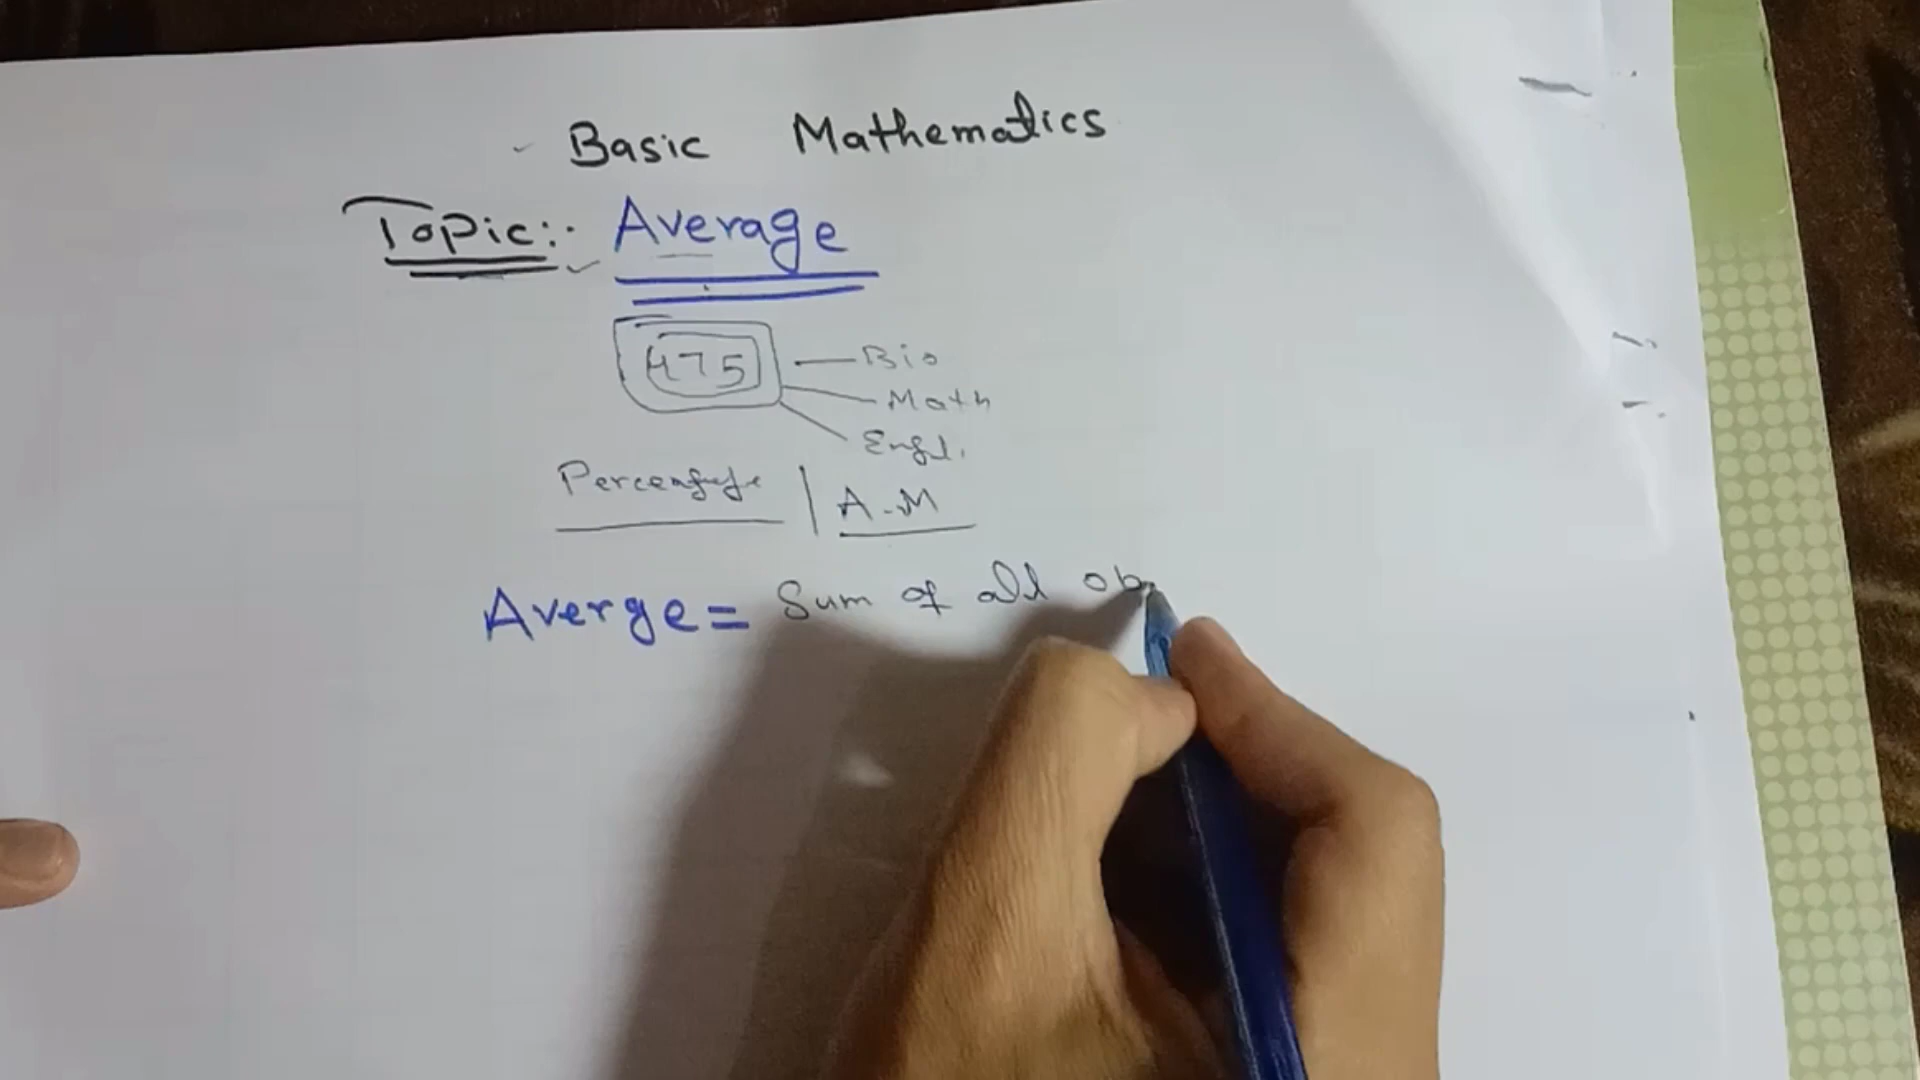 Basic Mathematics
Topic:- Average
475 Bio
Math
Engl.
Percentage | A.M
Averge = Sum of all ob